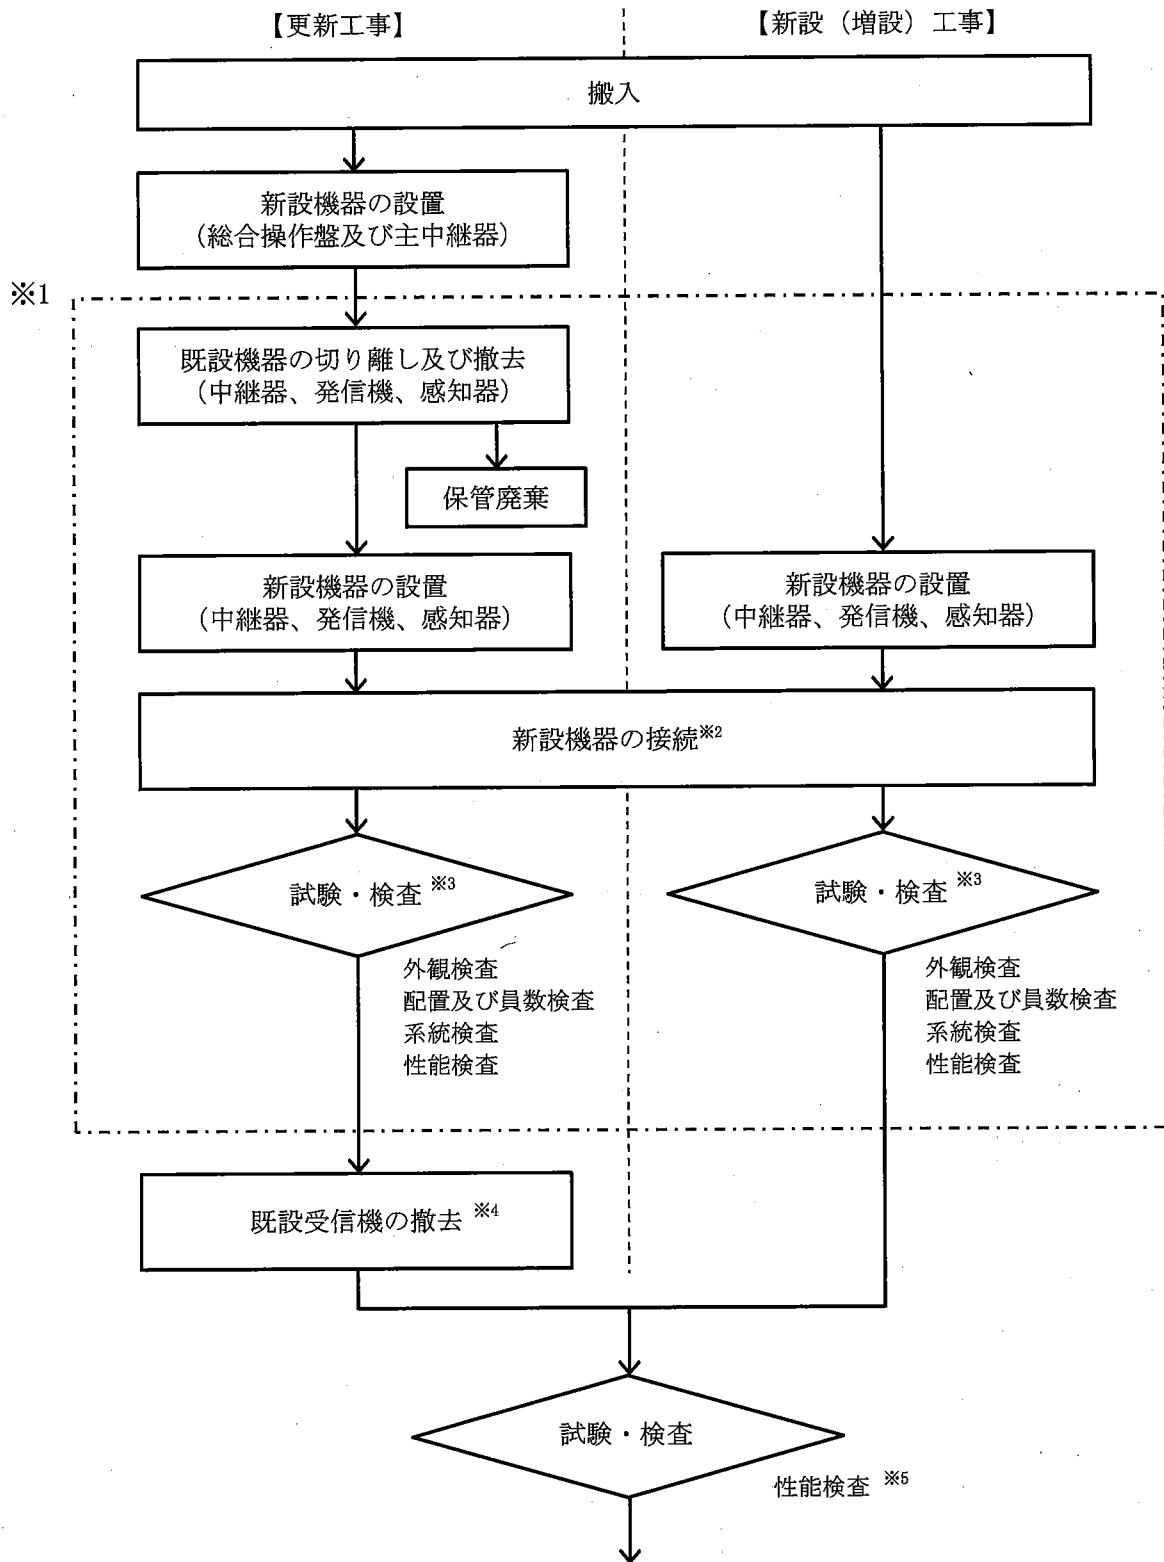 【更新工事】
【新設（増設）工事】
搬入
新設機器の設置
（総合操作盤及び主中継器）
※1
既設機器の切り離し及び撤去
（中継器、発信機、感知器）
保管廃棄
新設機器の設置
（中継器、発信機、感知器）
新設機器の設置
（中継器、発信機、感知器）
新設機器の接続※2
試験・検査 ※3
試験・検査 ※3
外観検査
配置及び員数検査
系統検査
性能検査
外観検査
配置及び員数検査
系統検査
性能検査
既設受信機の撤去 ※4
試験・検査
性能検査 ※5